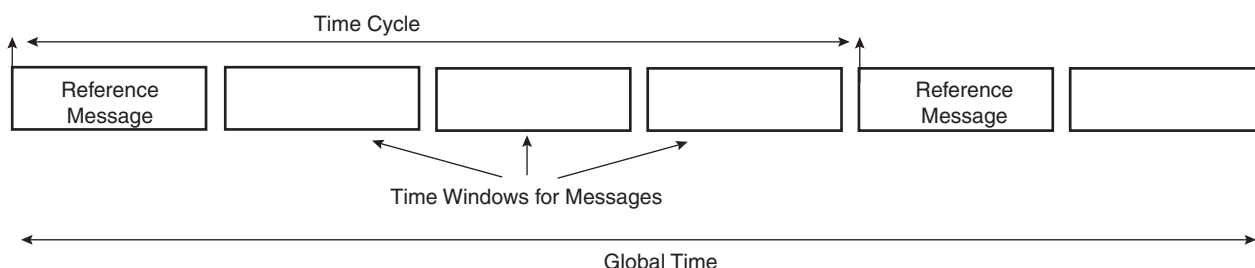 Time Cycle
Reference
Message
Reference
Message
Time Windows for Messages
Global Time